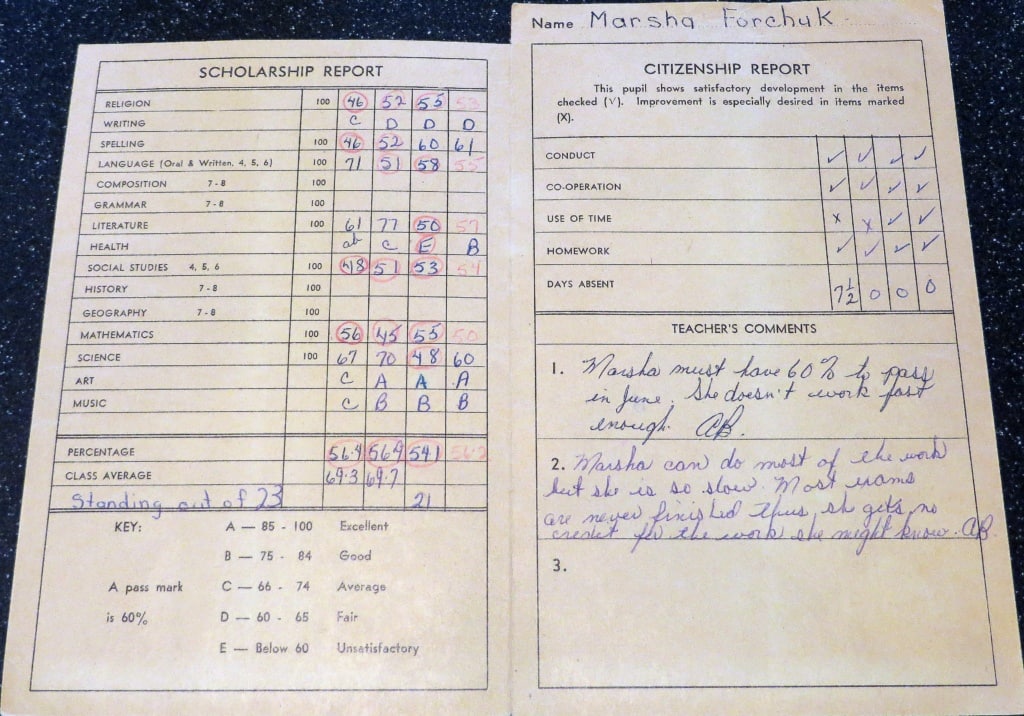 SCHOLARSHIP REPORT
RELIGION 100 46 52 55 53
WRITING C D D D
SPELLING 100 46 52 60 61
LANGUAGE (Oral & Written, 4, 5, 6) 100 71 51 58 55
COMPOSITION 7 - 8 100
GRAMMAR 7 - 8 100
LITERATURE 100 61 77 50 57
HEALTH ab C E B
SOCIAL STUDIES 4, 5, 6 100 48 51 53 54
HISTORY 7 - 8 100
GEOGRAPHY 7 - 8 100
MATHEMATICS 100 56 45 55 50
SCIENCE 100 67 70 48 60
ART C A A A
MUSIC C B B B
PERCENTAGE 56.4 56.9 54.1 56.2
CLASS AVERAGE 69.3 69.7
Standing out of 23 21
KEY: A — 85 - 100 Excellent
B — 75 - 84 Good
A pass mark C — 66 - 74 Average
is 60% D — 60 - 65 Fair
E — Below 60 Unsatisfactory
Name Marsha Forchuk
CITIZENSHIP REPORT
This pupil shows satisfactory development in the items
checked (√). Improvement is especially desired in items marked
(X).
CONDUCT ✓ ✓ ✓ ✓
CO-OPERATION ✓ ✓ ✓ ✓
USE OF TIME x x ✓ ✓
HOMEWORK ✓ ✓ ✓ ✓
DAYS ABSENT 7½ 0 0 0
TEACHER'S COMMENTS
1. Marsha must have 60% to pass
in June. She doesn't work fast
enough. AB.
2. Marsha can do most of the work
but she is so slow. Most exams
are never finished thus, she gets no
credit for the work she might know. AB.
3.